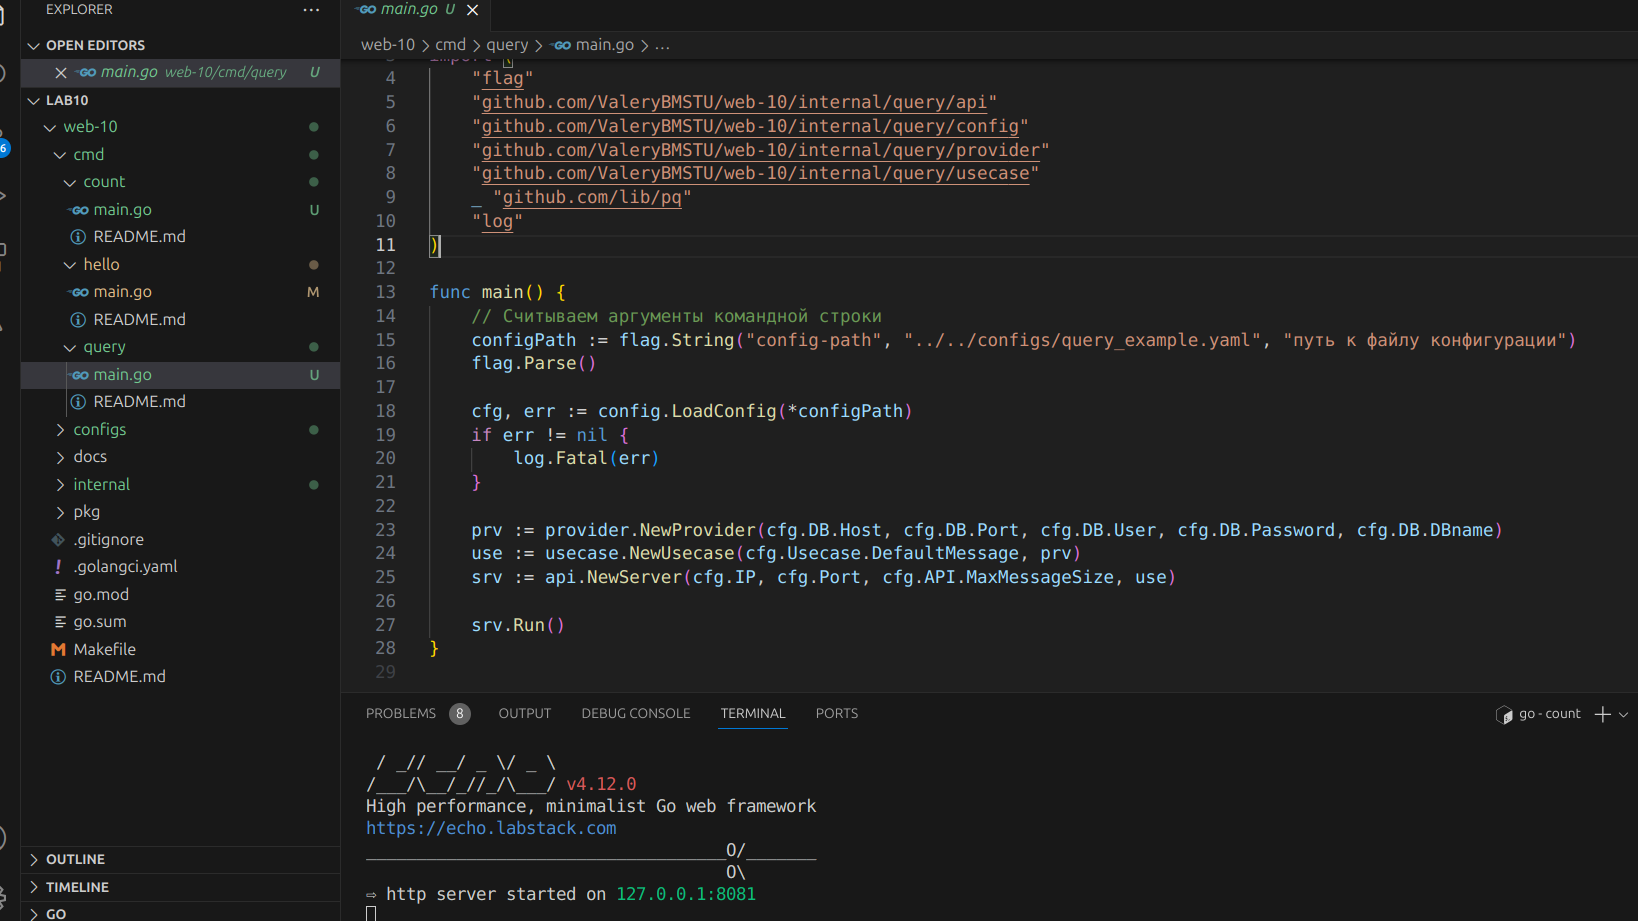 EXPLORER
OPEN EDITORS
main.go web-10/cmd/query U
LAB10
web-10
cmd
count
main.go U
README.md
hello
main.go M
README.md
query
main.go U
README.md
configs
docs
internal
pkg
.gitignore
.golangci.yaml
go.mod
go.sum
Makefile
README.md
OUTLINE
TIMELINE
GO
6
main.go U
web-10 > cmd > query > main.go > ...
3 import (
4 "flag"
5 "github.com/ValeryBMSTU/web-10/internal/query/api"
6 "github.com/ValeryBMSTU/web-10/internal/query/config"
7 "github.com/ValeryBMSTU/web-10/internal/query/provider"
8 "github.com/ValeryBMSTU/web-10/internal/query/usecase"
9 _ "github.com/lib/pq"
10 "log"
11 )
12
13 func main() {
14 // Считываем аргументы командной строки
15 configPath := flag.String("config-path", "../../configs/query_example.yaml", "путь к файлу конфигурации")
16 flag.Parse()
17
18 cfg, err := config.LoadConfig(*configPath)
19 if err != nil {
20 log.Fatal(err)
21 }
22
23 prv := provider.NewProvider(cfg.DB.Host, cfg.DB.Port, cfg.DB.User, cfg.DB.Password, cfg.DB.DBname)
24 use := usecase.NewUsecase(cfg.Usecase.DefaultMessage, prv)
25 srv := api.NewServer(cfg.IP, cfg.Port, cfg.API.MaxMessageSize, use)
26
27 srv.Run()
28 }
29
PROBLEMS 8 OUTPUT DEBUG CONSOLE TERMINAL PORTS
go - count
/ _// __/ _ \/ _ \
/___/\__/_//_/\___/ v4.12.0
High performance, minimalist Go web framework
https://echo.labstack.com
____________________________________O/_______
O\
⇨ http server started on 127.0.0.1:8081